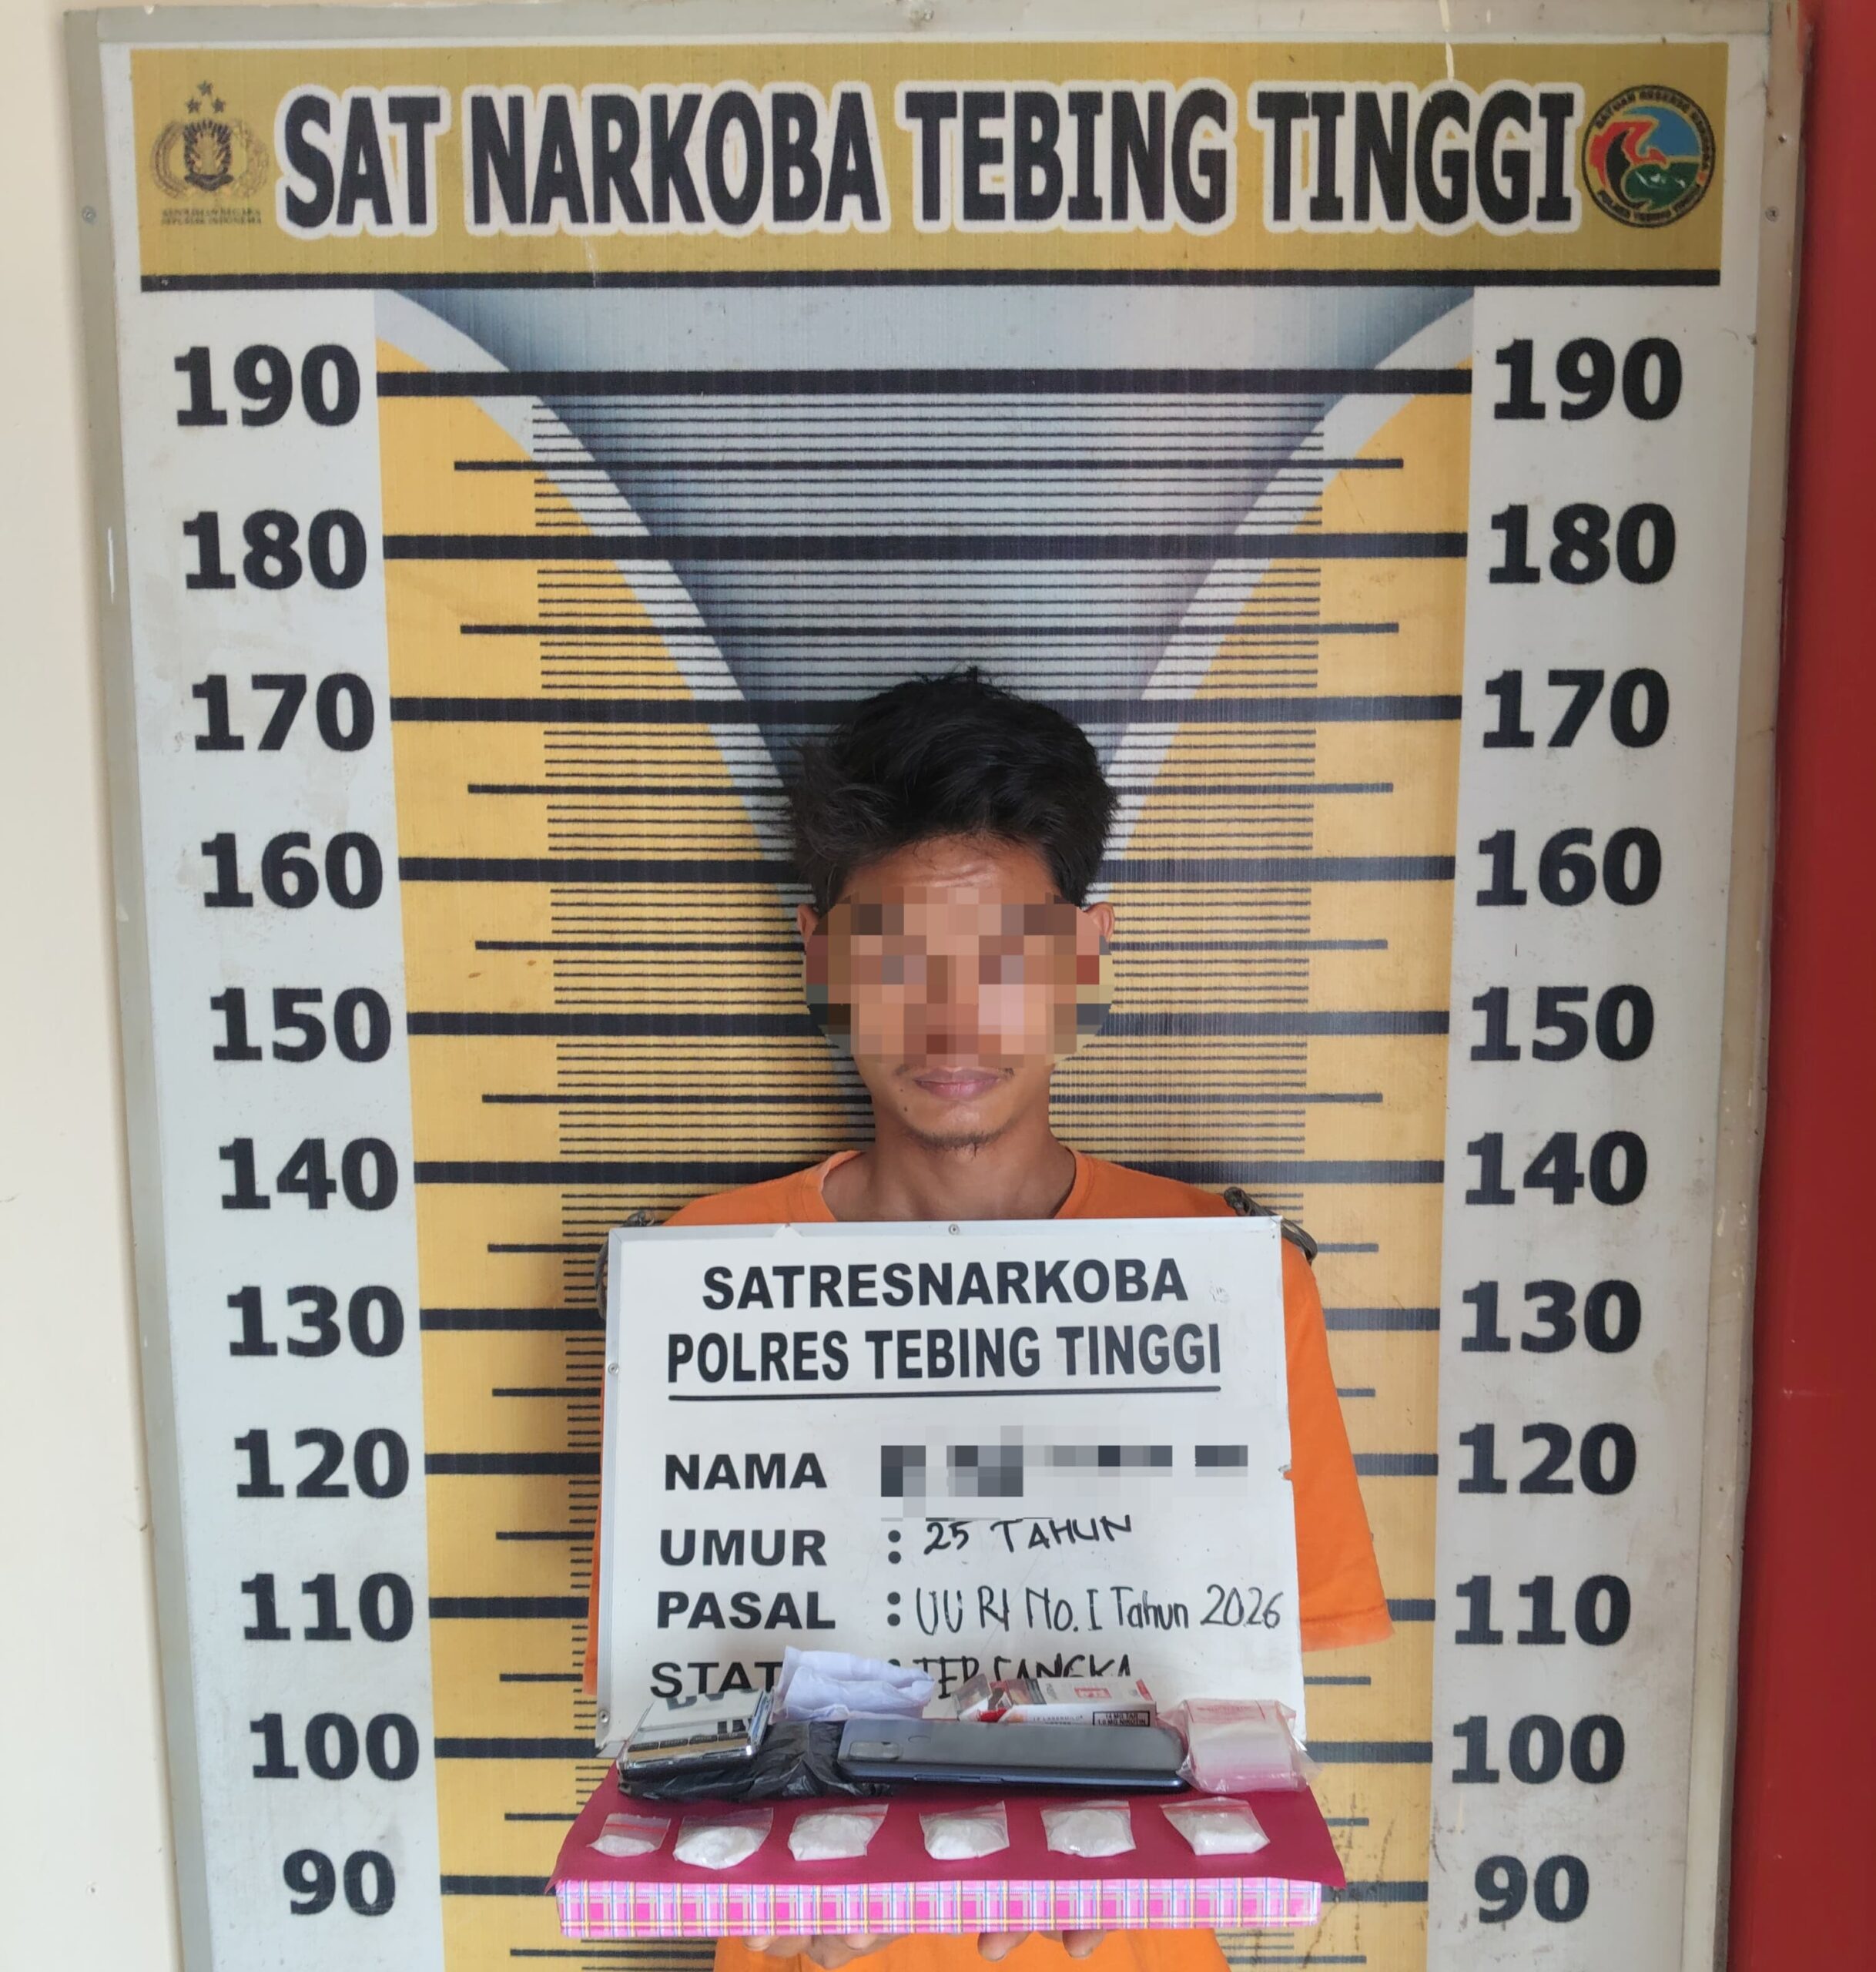 SAT NARKOBA TEBING TINGGI
190 190
180 180
170 170
160 160
150 150
140 140
130 130
120 120
110 110
100 100
90 90
SATRESNARKOBA
POLRES TEBING TINGGI
NAMA
UMUR : 25 TAHUN
PASAL : UU RI No. I Tahun 2026
STAT : TERSANGKA